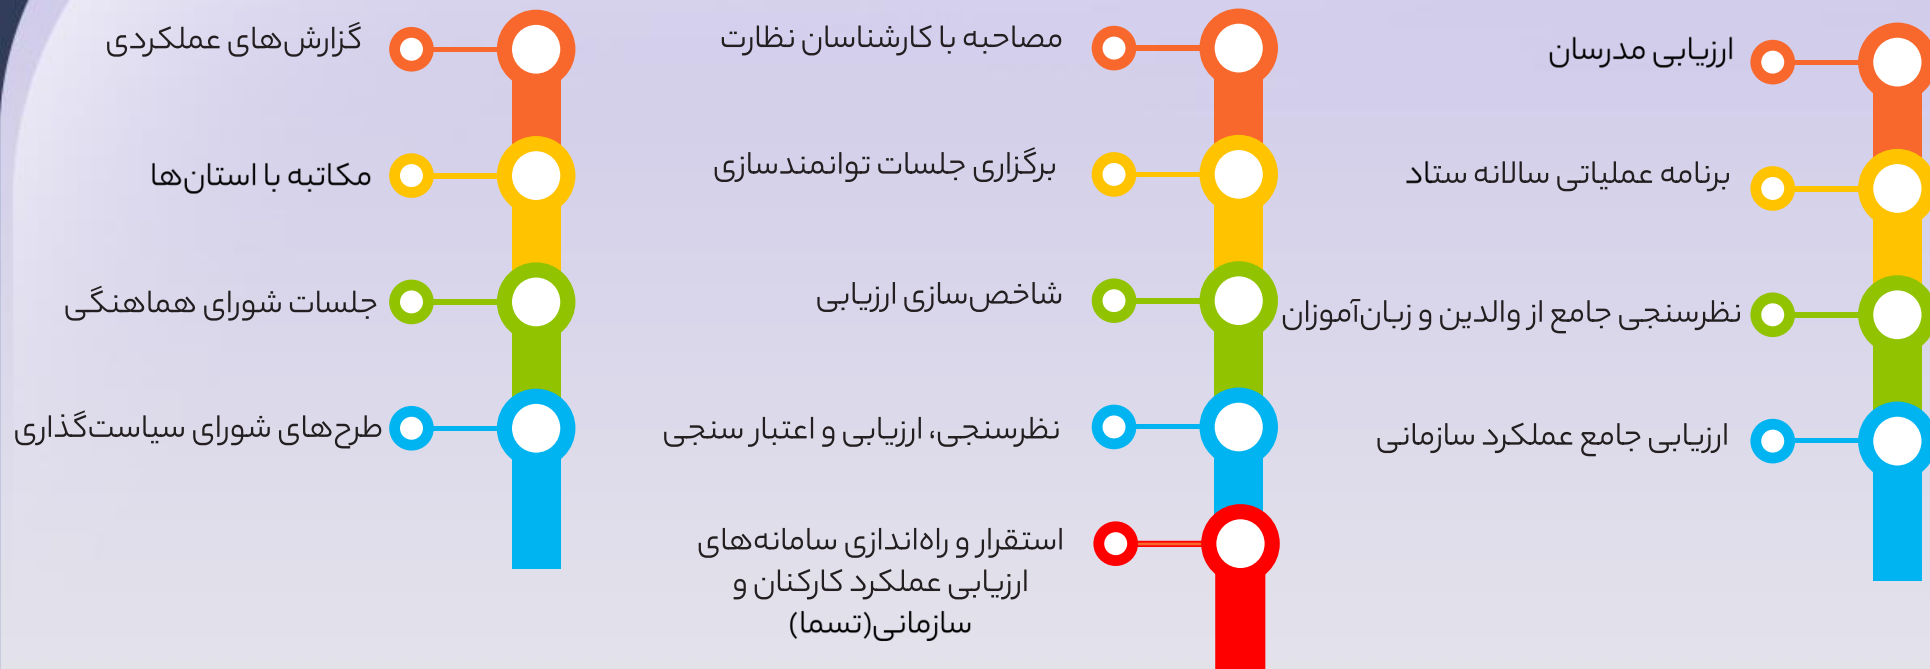 ارزیابی مدرسان
برنامه عملیاتی سالانه ستاد
نظرسنجی جامع از والدین و زبان‌آموزان
ارزیابی جامع عملکرد سازمانی
مصاحبه با کارشناسان نظارت
برگزاری جلسات توانمندسازی
شاخص‌سازی ارزیابی
نظرسنجی، ارزیابی و اعتبار سنجی
استقرار و راه‌اندازی سامانه‌های
ارزیابی عملکرد کارکنان و
سازمانی(تسما)
گزارش‌های عملکردی
مکاتبه با استان‌ها
جلسات شورای هماهنگی
طرح‌های شورای سیاست‌گذاری